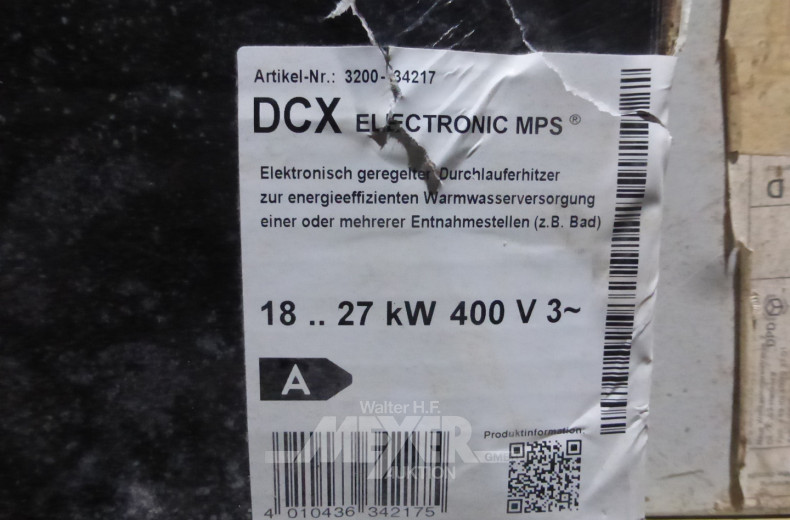 Artikel-Nr.: 3200-34217
DCX ELECTRONIC MPS ®
Elektronisch geregelter Durchlauferhitzer
zur energieeffizienten Warmwasserversorgung
einer oder mehrerer Entnahmestellen (z.B. Bad)
18 .. 27 kW 400 V 3~
A
Walter H.F.
MEYER
GMBH
AUKTION
Produktinformation:
4 010436 342175
D